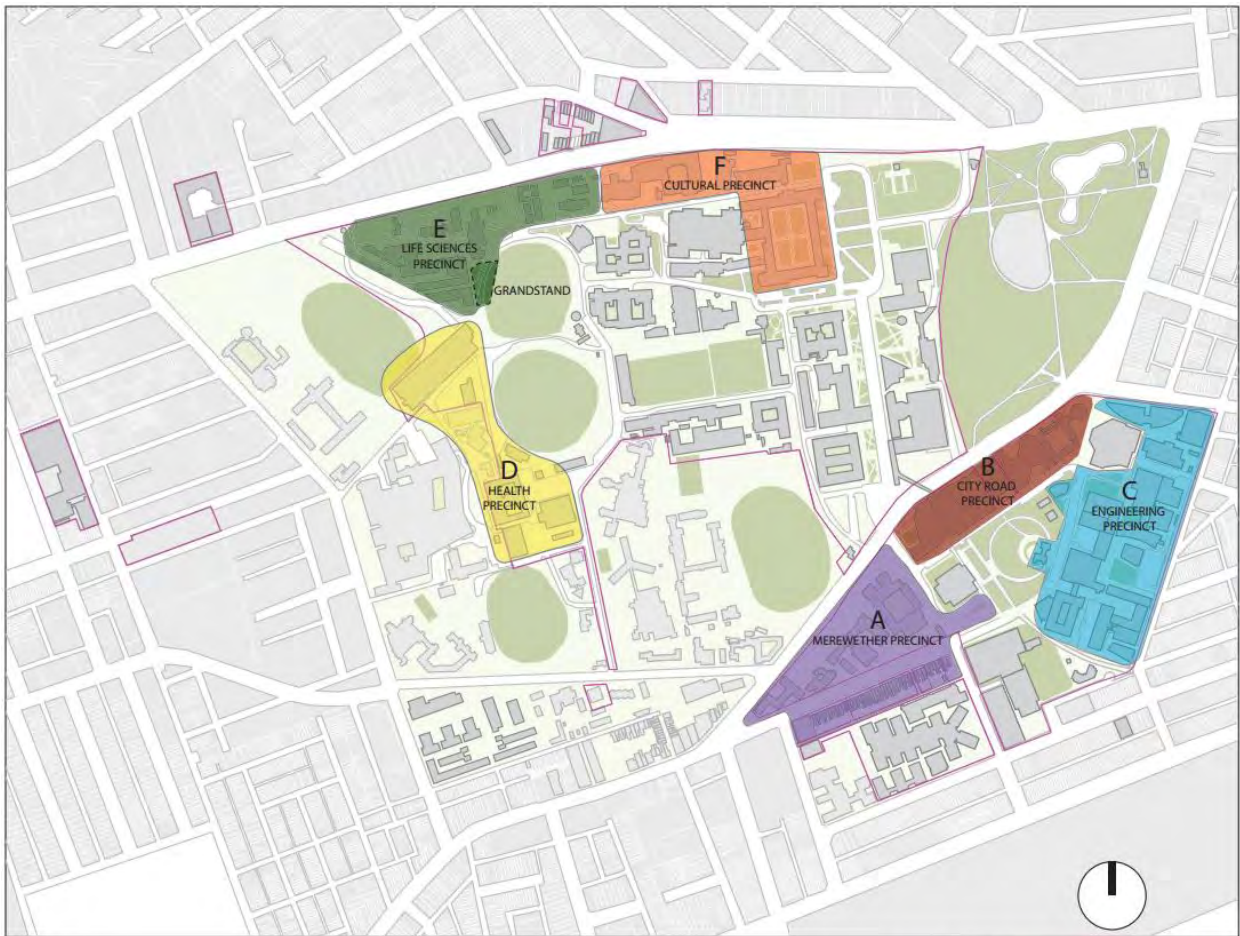 F
CULTURAL PRECINCT
E
LIFE SCIENCES
PRECINCT
GRANDSTAND
D
HEALTH
PRECINCT
B
CITY ROAD
PRECINCT
C
ENGINEERING
PRECINCT
A
MEREWETHER PRECINCT